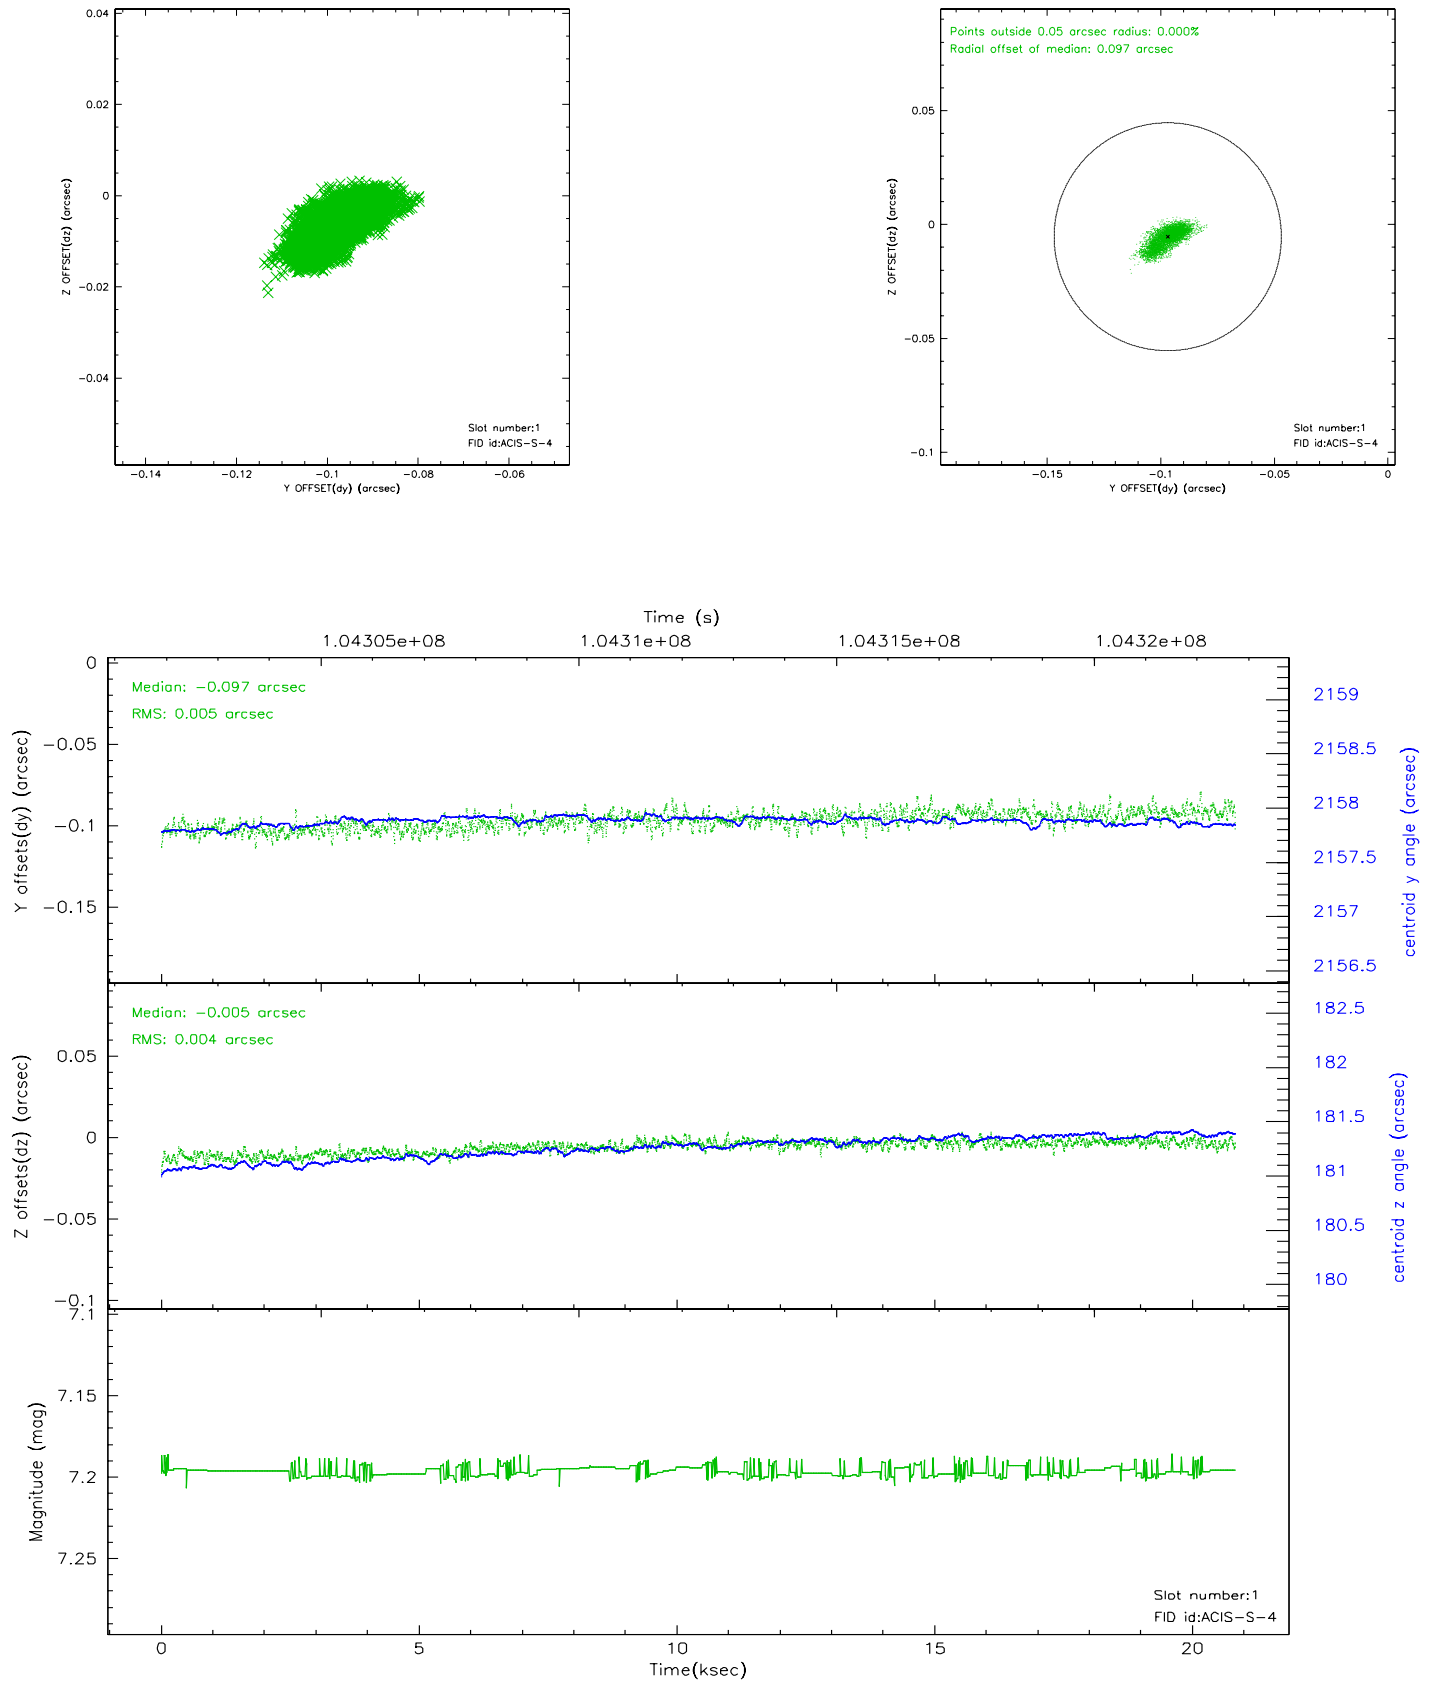 0.04
0.02
0
−0.02
−0.04
Z OFFSET(dz) (arcsec)
Slot number:1
FID id:ACIS−S−4
−0.14
−0.12
−0.1
−0.08
−0.06
Y OFFSET(dy) (arcsec)
Points outside 0.05 arcsec radius: 0.000%
Radial offset of median: 0.097 arcsec
0.05
0
−0.05
−0.1
Z OFFSET(dz) (arcsec)
Slot number:1
FID id:ACIS−S−4
−0.15
−0.1
−0.05
0
Y OFFSET(dy) (arcsec)
Time (s)
1.04305e+08
1.0431e+08
1.04315e+08
1.0432e+08
Median: −0.097 arcsec
RMS: 0.005 arcsec
0
−0.05
−0.1
−0.15
Y offsets(dy) (arcsec)
2159
2158.5
2158
2157.5
2157
2156.5
centroid y angle (arcsec)
Median: −0.005 arcsec
RMS: 0.004 arcsec
0.05
0
−0.05
−0.1
Z offsets(dz) (arcsec)
182.5
182
181.5
181
180.5
180
centroid z angle (arcsec)
7.1
7.15
7.2
7.25
Magnitude (mag)
Slot number:1
FID id:ACIS−S−4
0
5
10
15
20
Time(ksec)